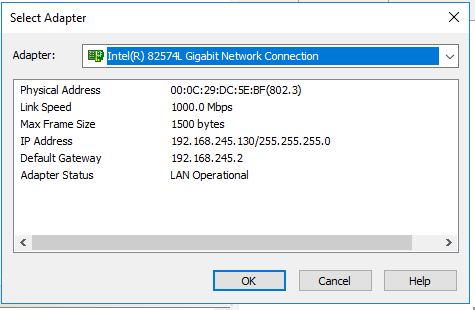 Select Adapter
Adapter: Intel(R) 82574L Gigabit Network Connection
Physical Address 00:0C:29:DC:5E:BF(802.3)
Link Speed 1000.0 Mbps
Max Frame Size 1500 bytes
IP Address 192.168.245.130/255.255.255.0
Default Gateway 192.168.245.2
Adapter Status LAN Operational
OK Cancel Help